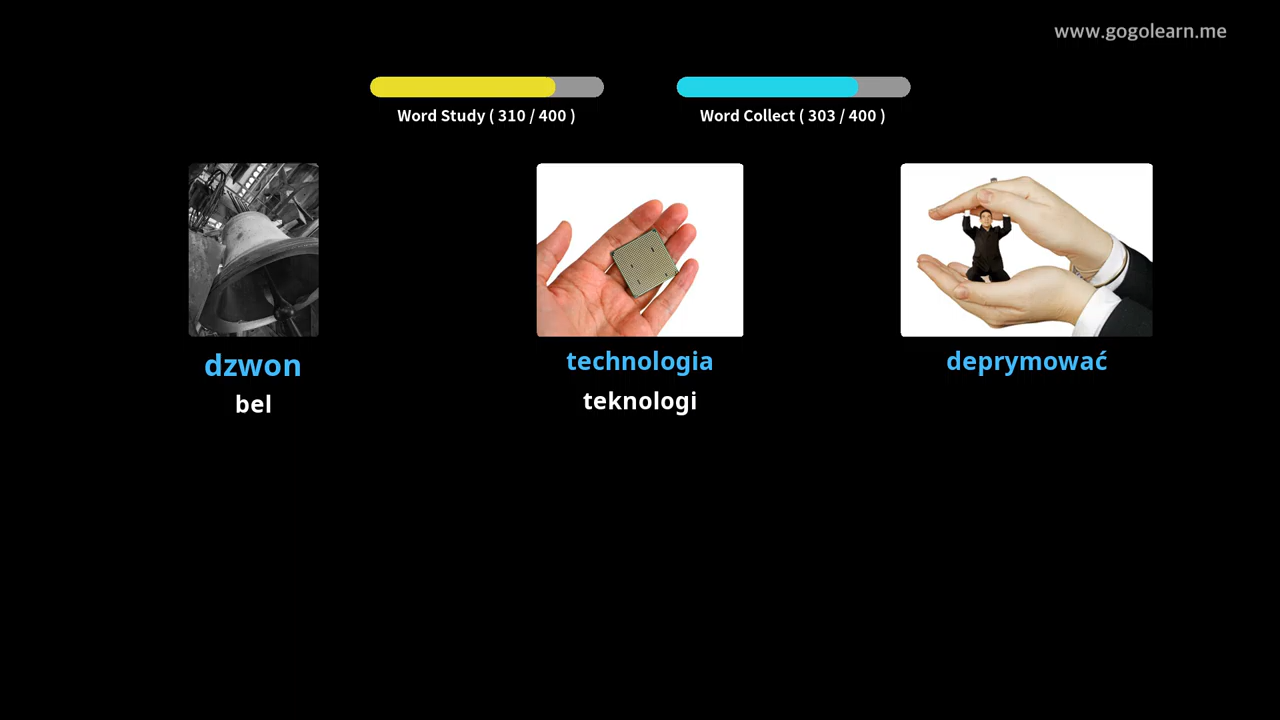 www.gogolearn.me
Word Study ( 310 / 400 )
Word Collect ( 303 / 400 )
dzwon
bel
technologia
teknologi
deprymować